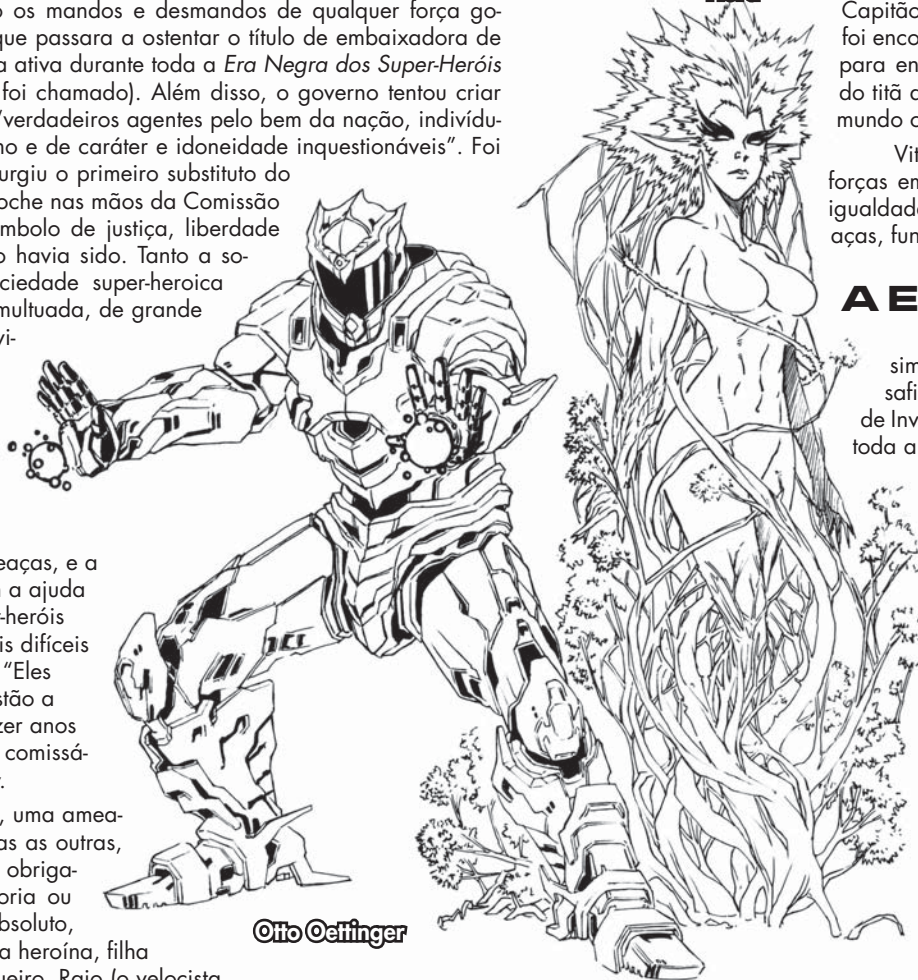 o os mandos e desmandos de qualquer força go-
que passara a ostentar o título de embaixadora de
a ativa durante toda a Era Negra dos Super-Heróis
foi chamado). Além disso, o governo tentou criar
“verdadeiros agentes pelo bem da nação, indivídu-
no e de caráter e idoneidade inquestionáveis”. Foi
urgiu o primeiro substituto do
oche nas mãos da Comissão
mbolo de justiça, liberdade
o havia sido. Tanto a so-
ciedade super-heroica
multuada, de grande
vi-
eaças, e a
a ajuda
r-heróis
is difíceis
“Eles
stão a
zer anos
comissá-
r.
, uma amea-
as as outras,
obriga-
oria ou
bsoluto,
a heroína, filha
ueiro, Raio (o velocista
Otto Oettinger
Capitão
foi enco
para en
do titã c
mundo c
Vit
forças em
igualdade
aças, fun
A E
sim
safi
de Inv
toda a